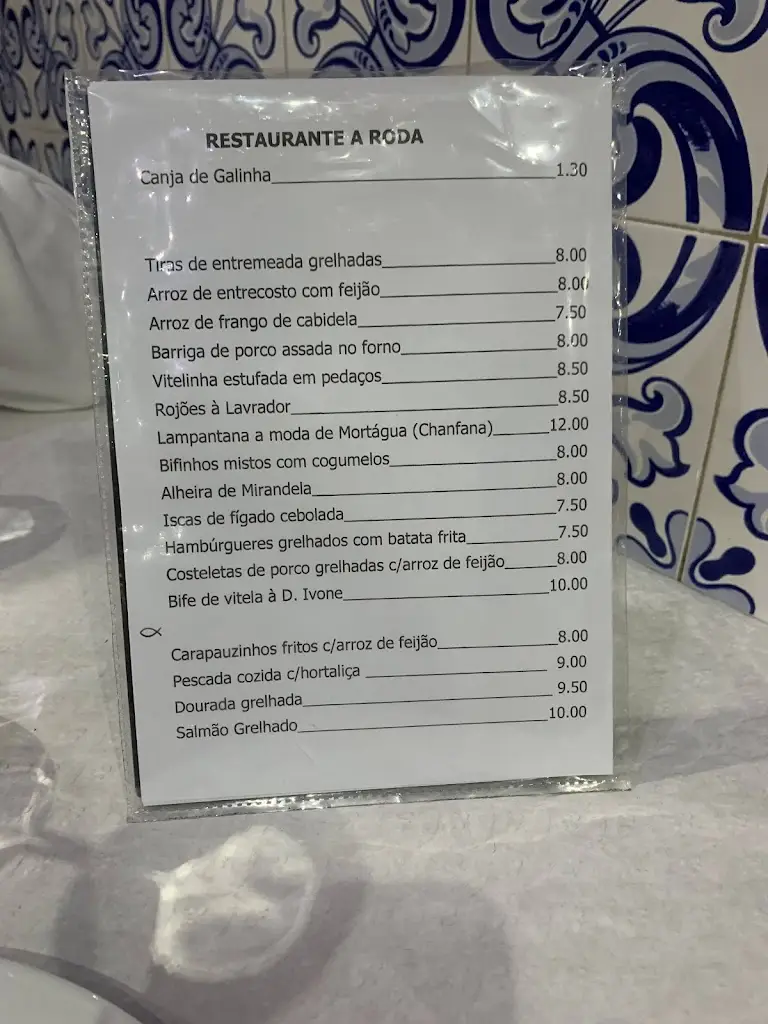 RESTAURANTE A RODA
Canja de Galinha 1.30
Tiras de entremeada grelhadas 8.00
Arroz de entrecosto com feijão 8.00
Arroz de frango de cabidela 7.50
Barriga de porco assada no forno 8.00
Vitelinha estufada em pedaços 8.50
Rojões à Lavrador 8.50
Lampantana a moda de Mortágua (Chanfana) 12.00
Bifinhos mistos com cogumelos 8.00
Alheira de Mirandela 8.00
Iscas de fígado cebolada 7.50
Hambúrgueres grelhados com batata frita 7.50
Costeletas de porco grelhadas c/arroz de feijão 8.00
Bife de vitela à D. Ivone 10.00
Carapauzinhos fritos c/arroz de feijão 8.00
Pescada cozida c/hortaliça 9.00
Dourada grelhada 9.50
Salmão Grelhado 10.00